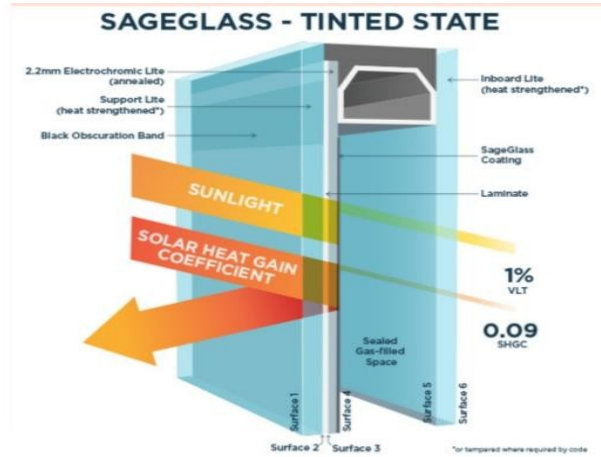 SAGEGLASS - TINTED STATE
2.2mm Electrochromic Lite
(annealed)
Support Lite
(heat strengthened*)
Black Obscuration Band
Inboard Lite
(heat strengthened*)
SageGlass
Coating
Laminate
SUNLIGHT
SOLAR HEAT GAIN
COEFFICIENT
1%
VLT
0.09
SHGC
Sealed
Gas-filled
Space
Surface 1
Surface 2
Surface 3
Surface 4
Surface 5
Surface 6
*or tempered where required by code